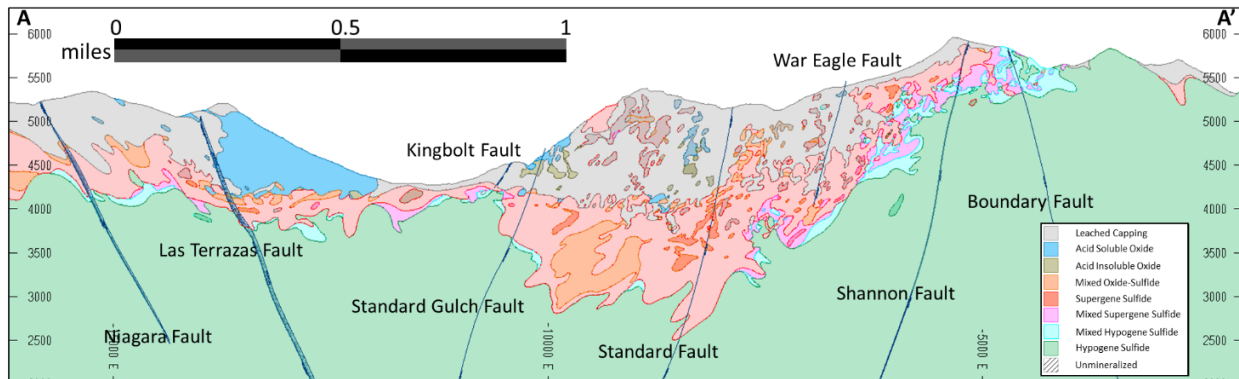 A
A'
0
0.5
1
miles
6000
5500
5000
4500
4000
3500
3000
2500
6000
5500
5000
4500
4000
3500
3000
2500
War Eagle Fault
Kingbolt Fault
Boundary Fault
Las Terrazas Fault
Standard Gulch Fault
Shannon Fault
Niagara Fault
Standard Fault
-10000 E
-5000 E
Leached Capping
Acid Soluble Oxide
Acid Insoluble Oxide
Mixed Oxide-Sulfide
Supergene Sulfide
Mixed Supergene Sulfide
Mixed Hypogene Sulfide
Hypogene Sulfide
Unmineralized